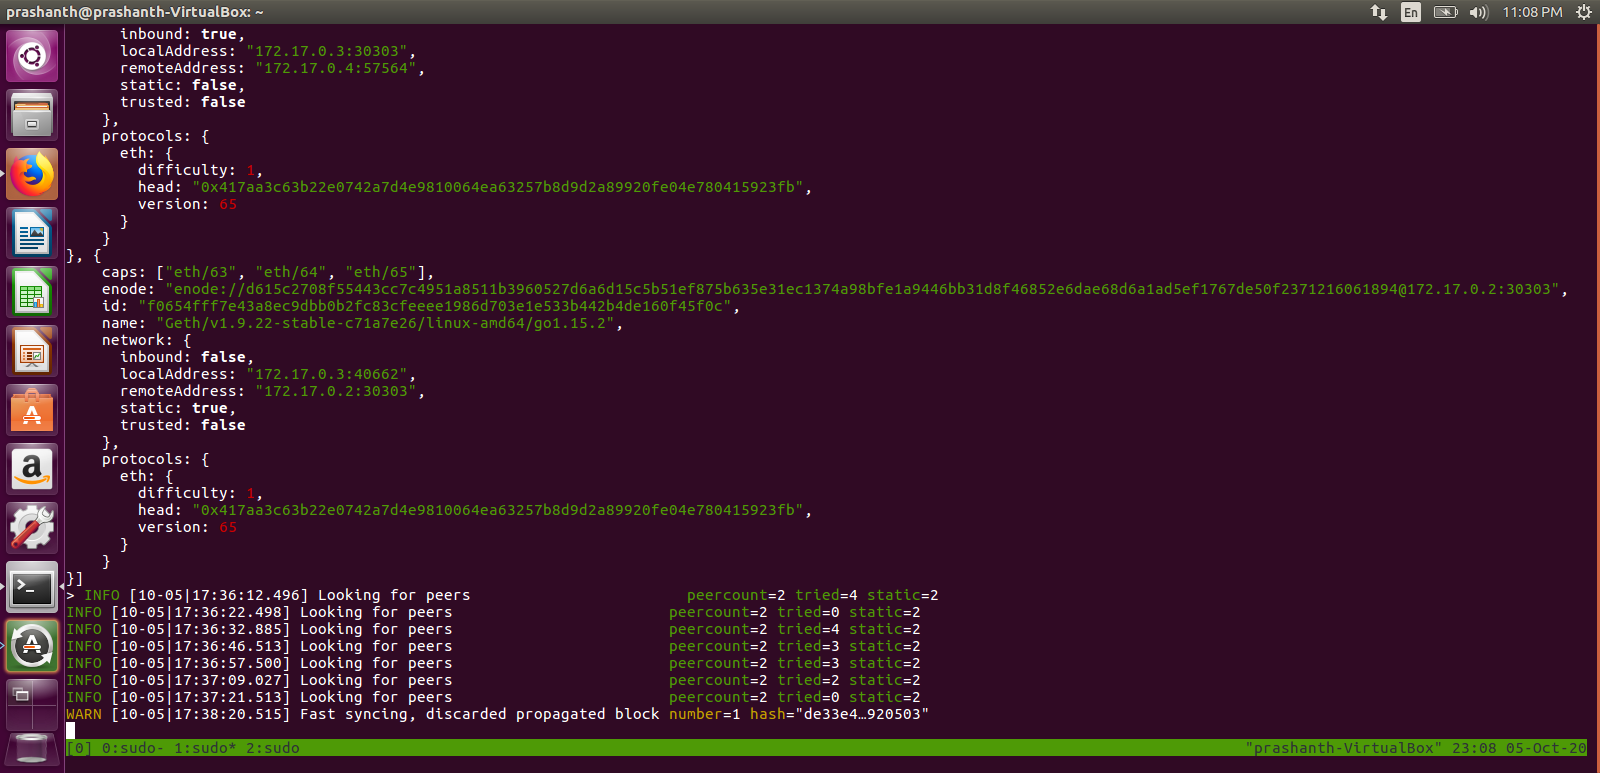 prashanth@prashanth-VirtualBox: ~
En
11:08 PM
inbound: true,
localAddress: "172.17.0.3:30303",
remoteAddress: "172.17.0.4:57564",
static: false,
trusted: false
},
protocols: {
eth: {
difficulty: 1,
head: "0x417aa3c63b22e0742a7d4e9810064ea63257b8d9d2a89920fe04e780415923fb",
version: 65
}
}
}, {
caps: ["eth/63", "eth/64", "eth/65"],
enode: "enode://d615c2708f55443cc7c4951a8511b3960527d6a6d15c5b51ef875b635e31ec1374a98bfe1a9446bb31d8f46852e6dae68d6a1ad5ef1767de50f2371216061894@172.17.0.2:30303",
id: "f0654fff7e43a8ec9dbb0b2fc83cfeeee1986d703e1e533b442b4de160f45f0c",
name: "Geth/v1.9.22-stable-c71a7e26/linux-amd64/go1.15.2",
network: {
inbound: false,
localAddress: "172.17.0.3:40662",
remoteAddress: "172.17.0.2:30303",
static: true,
trusted: false
},
protocols: {
eth: {
difficulty: 1,
head: "0x417aa3c63b22e0742a7d4e9810064ea63257b8d9d2a89920fe04e780415923fb",
version: 65
}
}
}]
> INFO [10-05|17:36:12.496] Looking for peers peercount=2 tried=4 static=2
INFO [10-05|17:36:22.498] Looking for peers peercount=2 tried=0 static=2
INFO [10-05|17:36:32.885] Looking for peers peercount=2 tried=4 static=2
INFO [10-05|17:36:46.513] Looking for peers peercount=2 tried=3 static=2
INFO [10-05|17:36:57.500] Looking for peers peercount=2 tried=3 static=2
INFO [10-05|17:37:09.027] Looking for peers peercount=2 tried=2 static=2
INFO [10-05|17:37:21.513] Looking for peers peercount=2 tried=0 static=2
WARN [10-05|17:38:20.515] Fast syncing, discarded propagated block number=1 hash="de33e4…920503"
[0] 0:sudo- 1:sudo* 2:sudo "prashanth-VirtualBox" 23:08 05-Oct-20